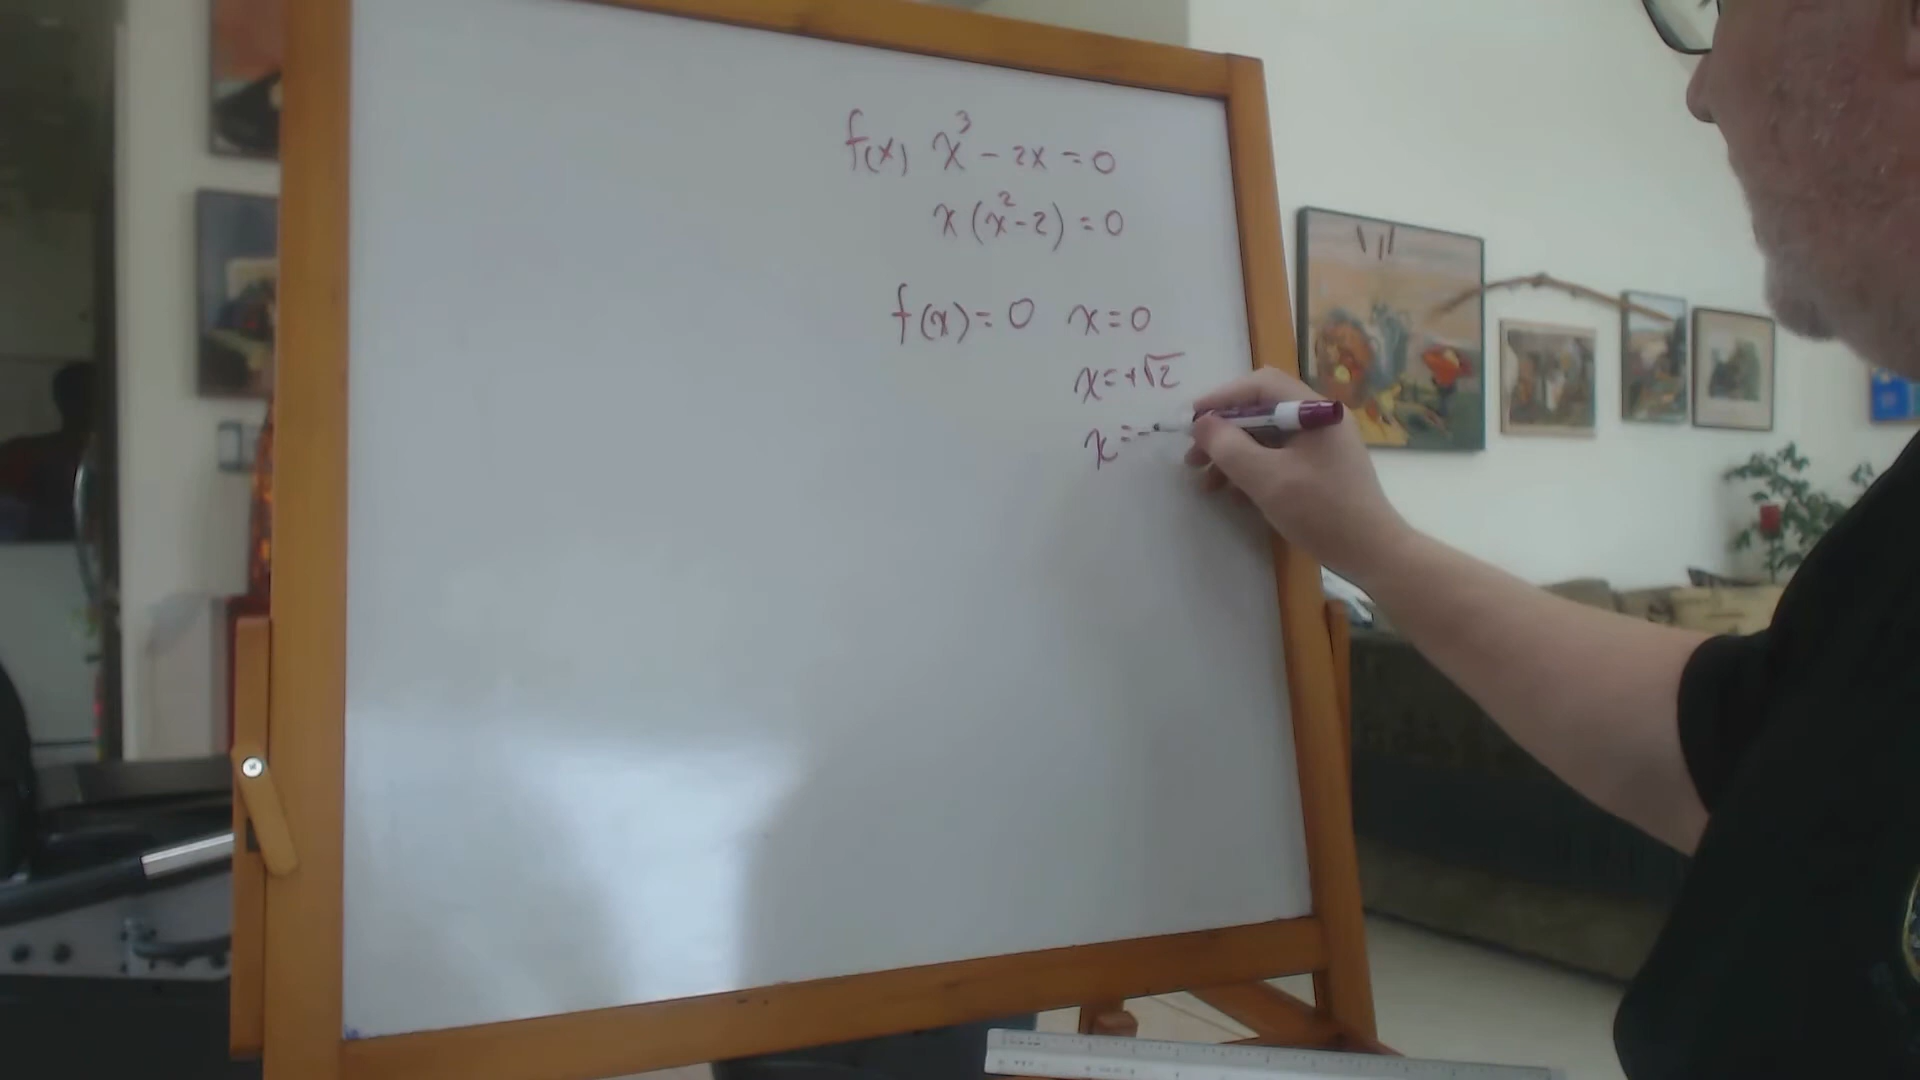 f(x) x³ - 2x = 0
x (x² - 2) = 0
f(x) = 0 x = 0
x = +√2
x = -